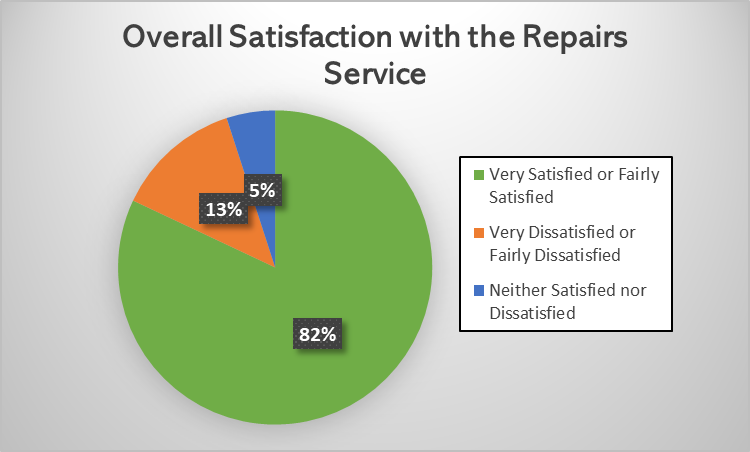 Overall Satisfaction with the Repairs
Service
5%
13%
82%
Very Satisfied or Fairly
Satisfied
Very Dissatisfied or
Fairly Dissatisfied
Neither Satisfied nor
Dissatisfied